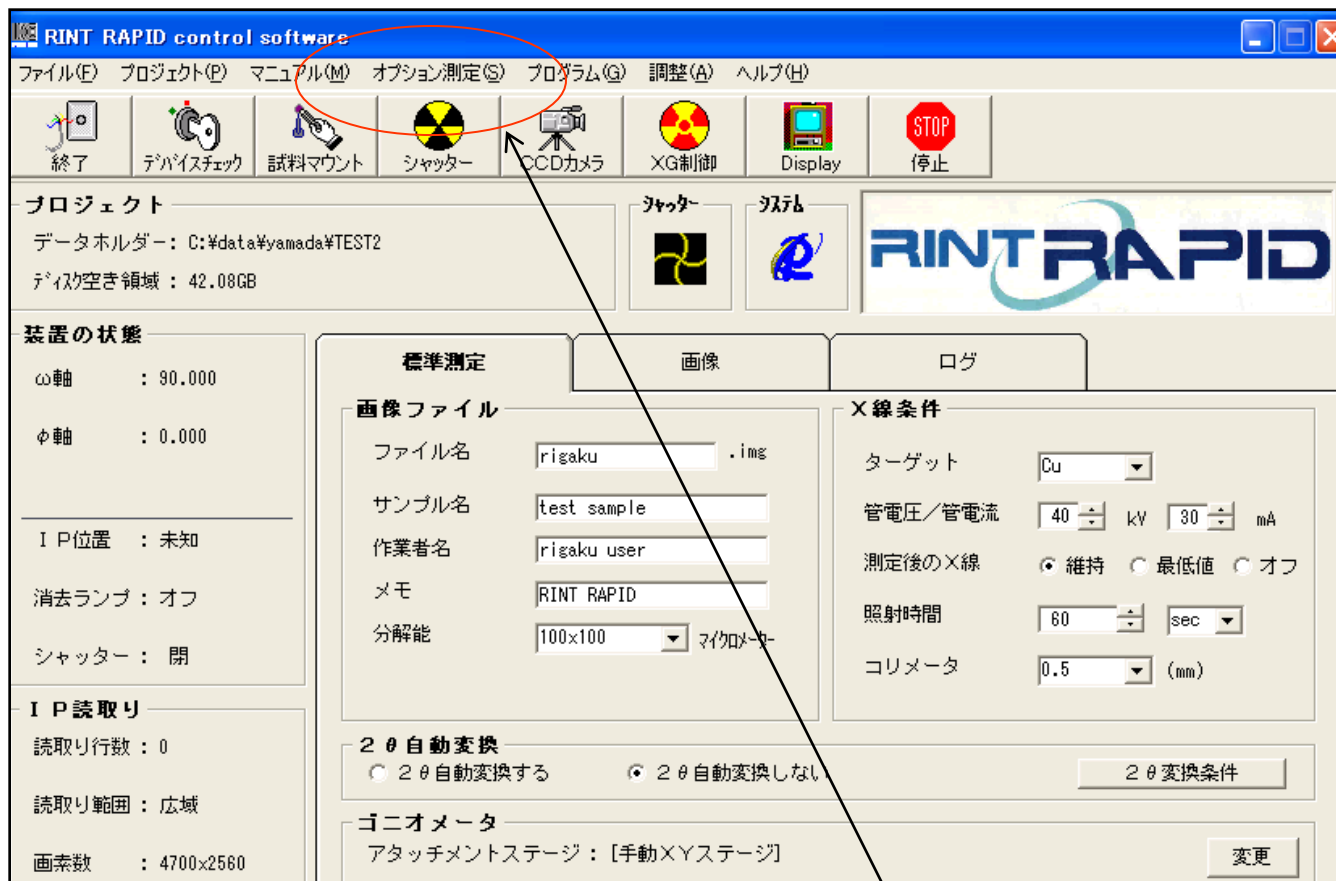 RINT RAPID control software
ファイル(F) プロジェクト(P) マニュアル(M) オプション測定(S) プログラム(G) 調整(A) ヘルプ(H)
終了 デバイスチェック 試料マウント シャッター CCDカメラ XG制御 Display STOP 停止
プロジェクト
データホルダー: C:¥data¥yamada¥TEST2
ディスク空き領域 : 42.08GB
シャッター
システム
RINT RAPID
装置の状態
ω軸 : 90.000
φ軸 : 0.000
ＩＰ位置 : 未知
消去ランプ : オフ
シャッター : 閉
ＩＰ読取り
読取り行数 : 0
読取り範囲 : 広域
画素数 : 4700x2560
標準測定 画像 ログ
画像ファイル
ファイル名 rigaku .img
サンプル名 test sample
作業者名 rigaku user
メモ RINT RAPID
分解能 100x100 マイクロメーター
Ｘ線条件
ターゲット Cu
管電圧／管電流 40 kV 30 mA
測定後のＸ線 維持 最低値 オフ
照射時間 60 sec
コリメータ 0.5 (mm)
２θ自動変換
２θ自動変換する ２θ自動変換しない ２θ変換条件
ゴニオメータ
アタッチメントステージ : [手動ＸＹステージ] 変更